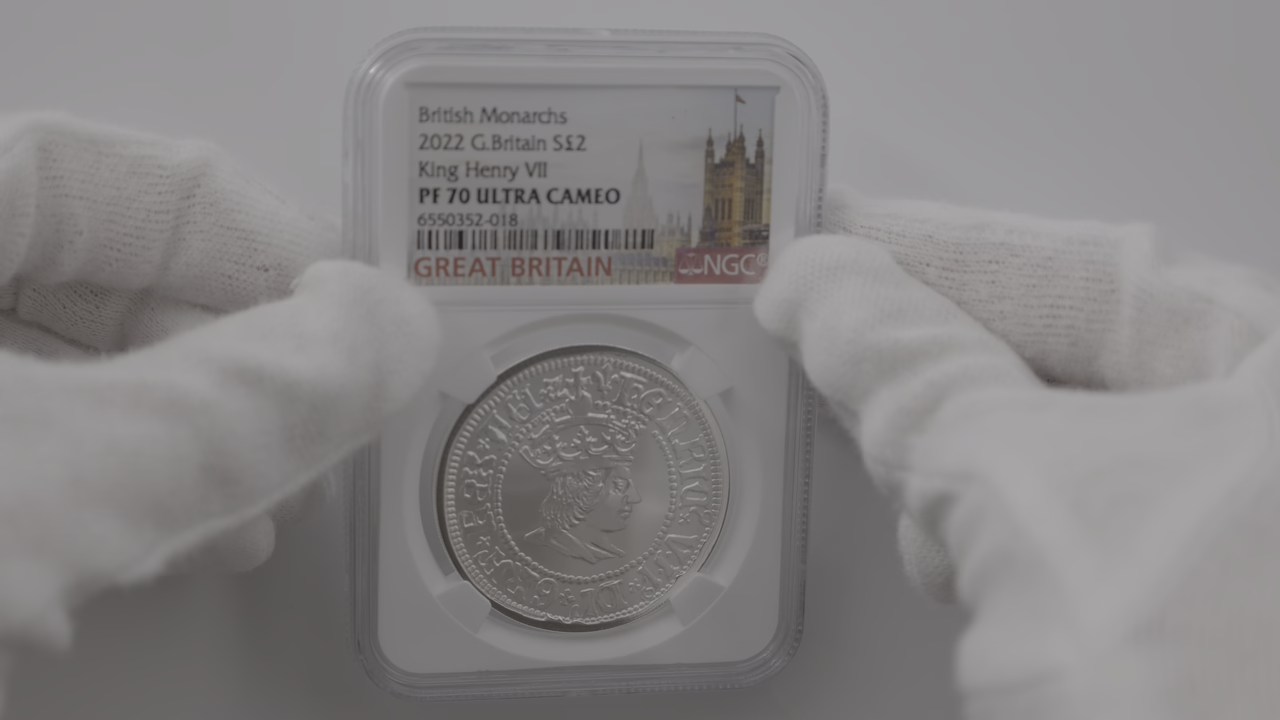 British Monarchs
2022 G.Britain S£2
King Henry VII
PF 70 ULTRA CAMEO
6550352-018
GREAT BRITAIN
NGC®